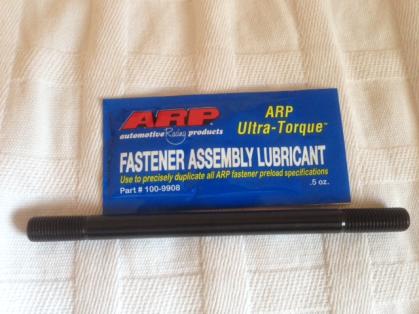 ARP
automotive Racing products
ARP
Ultra-Torque™
FASTENER ASSEMBLY LUBRICANT
Use to precisely duplicate all ARP fastener preload specifications
Part # 100-9908
.5 oz.